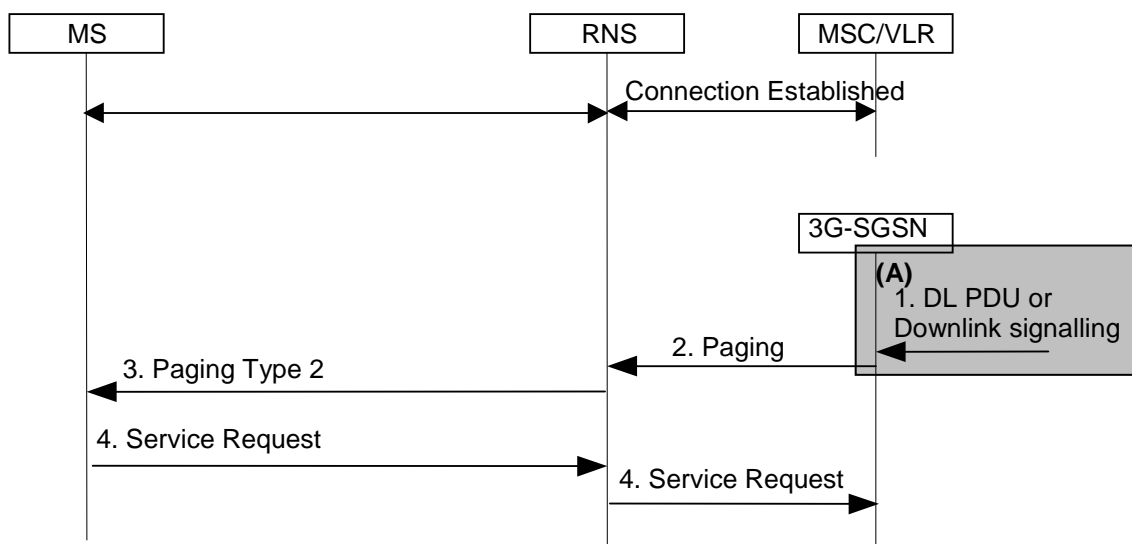 MS
RNS
MSC/VLR
Connection Established
3G-SGSN
(A)
1. DL PDU or
Downlink signalling
2. Paging
3. Paging Type 2
4. Service Request
4. Service Request